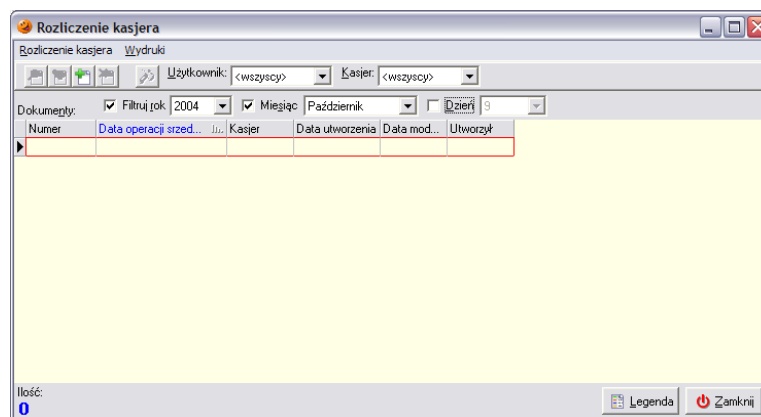 Rozliczenie kasjera
Rozliczenie kasjera Wydruki
Użytkownik: <wszyscy> Kasjer: <wszyscy>
Dokumenty: Filtruj rok 2004 Miesiąc Październik Dzień 9
Numer Data operacji srzed... Kasjer Data utworzenia Data mod... Utworzył
Ilość:
0
Legenda Zamknij